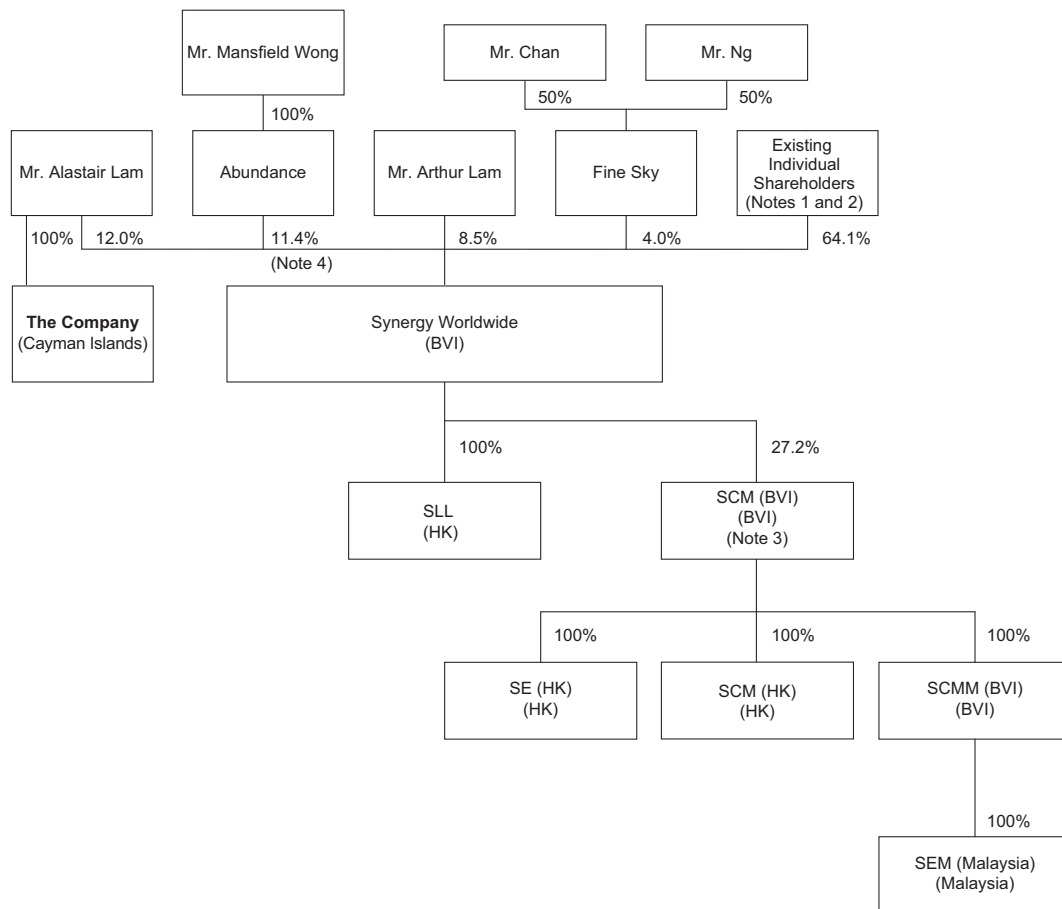 Mr. Mansfield Wong
Mr. Chan
Mr. Ng
100%
50%
50%
Mr. Alastair Lam
Abundance
Mr. Arthur Lam
Fine Sky
Existing
Individual
Shareholders
(Notes 1 and 2)
100%
12.0%
11.4%
8.5%
4.0%
64.1%
(Note 4)
The Company
(Cayman Islands)
Synergy Worldwide
(BVI)
100%
27.2%
SLL
(HK)
SCM (BVI)
(BVI)
(Note 3)
100%
100%
100%
SE (HK)
(HK)
SCM (HK)
(HK)
SCMM (BVI)
(BVI)
100%
SEM (Malaysia)
(Malaysia)